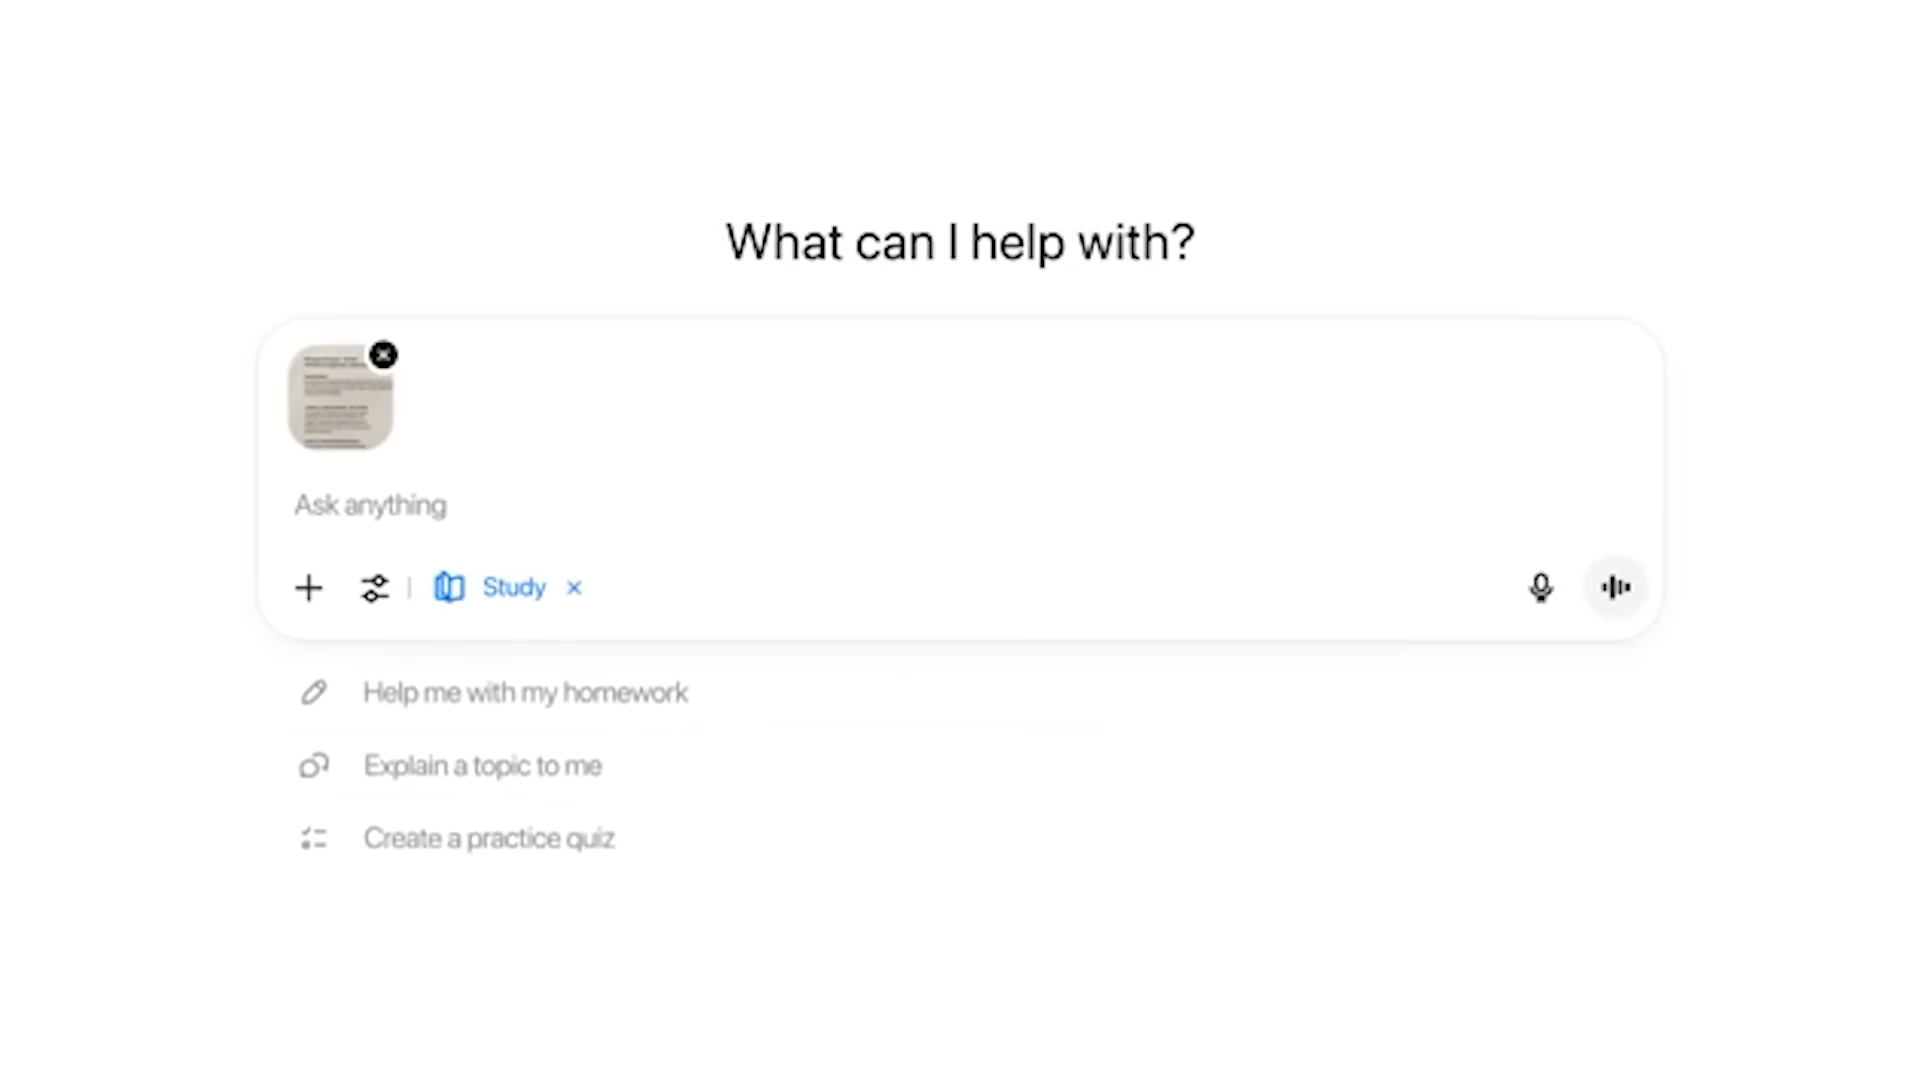 What can I help with?
Ask anything
Study
Help me with my homework
Explain a topic to me
Create a practice quiz